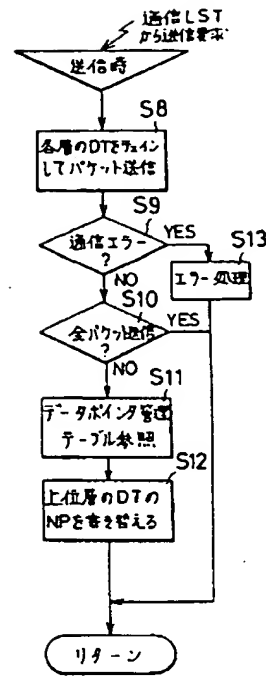 通信LST
から送信要求
送信時
S8
各層のDTをチェイン
してパケット送信
S9
通信エラー
?
YES
S13
エラー処理
NO
S10
全パケット送信
?
YES
NO
S11
データポインタ管理
テーブル参照
S12
上位層のDTの
NPを書き替える
リターン